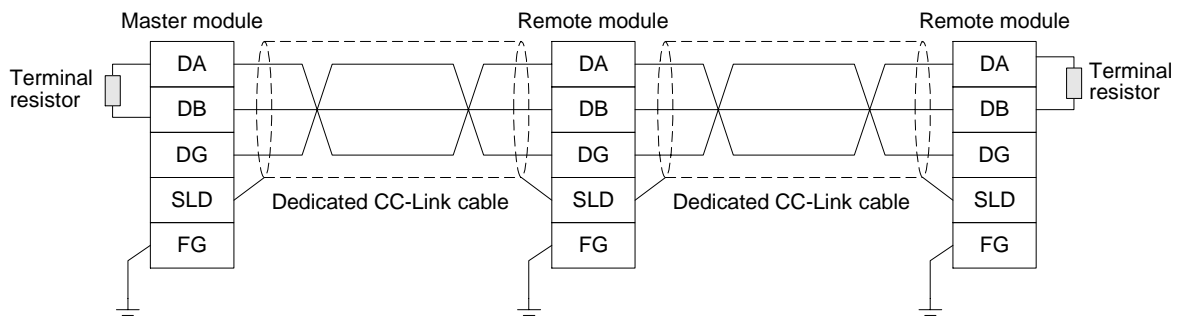 Master module
Remote module
Remote module
Terminal
resistor
DA
DB
DG
SLD
FG
Dedicated CC-Link cable
DA
DB
DG
SLD
FG
Dedicated CC-Link cable
DA
DB
DG
SLD
FG
Terminal
resistor